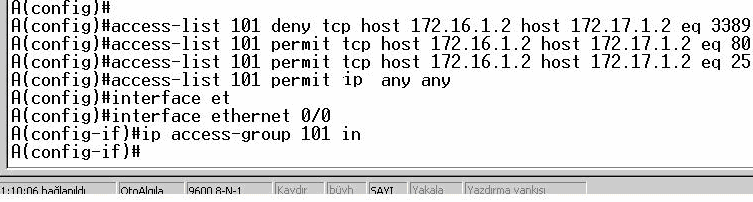 A(config)#
A(config)#access-list 101 deny tcp host 172.16.1.2 host 172.17.1.2 eq 3389
A(config)#access-list 101 permit tcp host 172.16.1.2 host 172.17.1.2 eq 80
A(config)#access-list 101 permit tcp host 172.16.1.2 host 172.17.1.2 eq 25
A(config)#access-list 101 permit ip any any
A(config)#interface et
A(config)#interface ethernet 0/0
A(config-if)#ip access-group 101 in
A(config-if)#
1:10:06 bağlanıldı OtoAlgıla 9600 8-N-1 Kaydır büyh SAYI Yakala Yazdırma yankısı